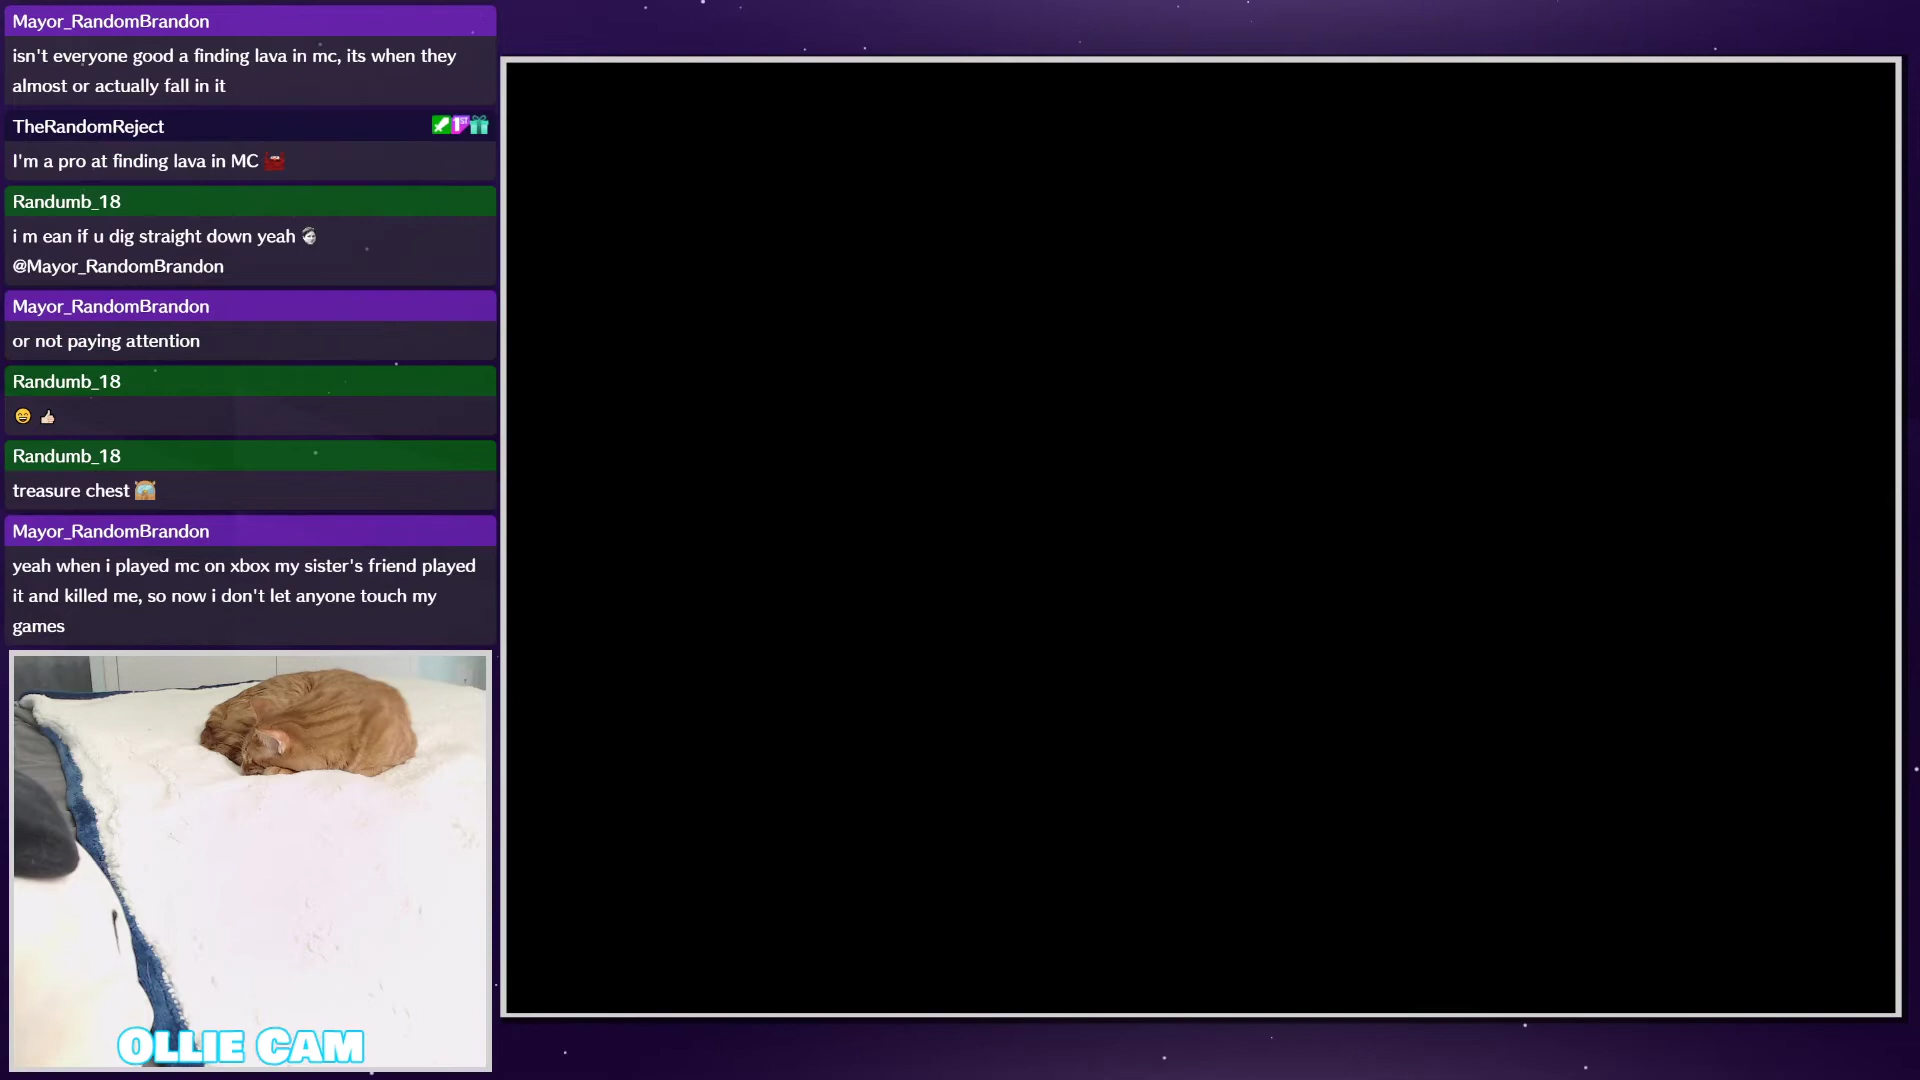 Mayor_RandomBrandon
isn't everyone good a finding lava in mc, its when they
almost or actually fall in it
TheRandomReject
1ST
I'm a pro at finding lava in MC
Randumb_18
i m ean if u dig straight down yeah
@Mayor_RandomBrandon
Mayor_RandomBrandon
or not paying attention
Randumb_18
😄 👍🏻
Randumb_18
treasure chest
Mayor_RandomBrandon
yeah when i played mc on xbox my sister's friend played
it and killed me, so now i don't let anyone touch my
games
OLLIE CAM